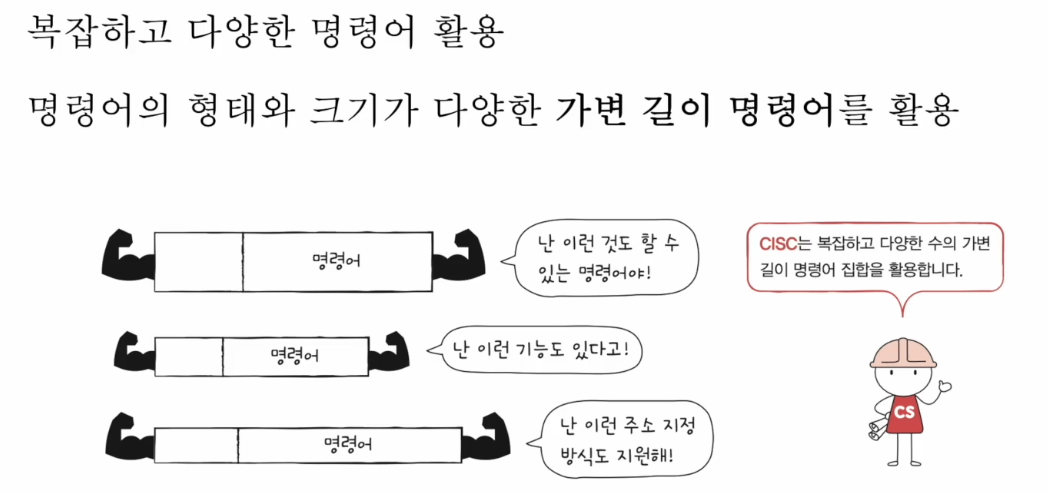 복잡하고 다양한 명령어 활용
명령어의 형태와 크기가 다양한 가변 길이 명령어를 활용
명령어
난 이런 것도 할 수
있는 명령어야!
CISC는 복잡하고 다양한 수의 가변
길이 명령어 집합을 활용합니다.
명령어
난 이런 기능도 있다고!
CS
명령어
난 이런 주소 지정
방식도 지원해!